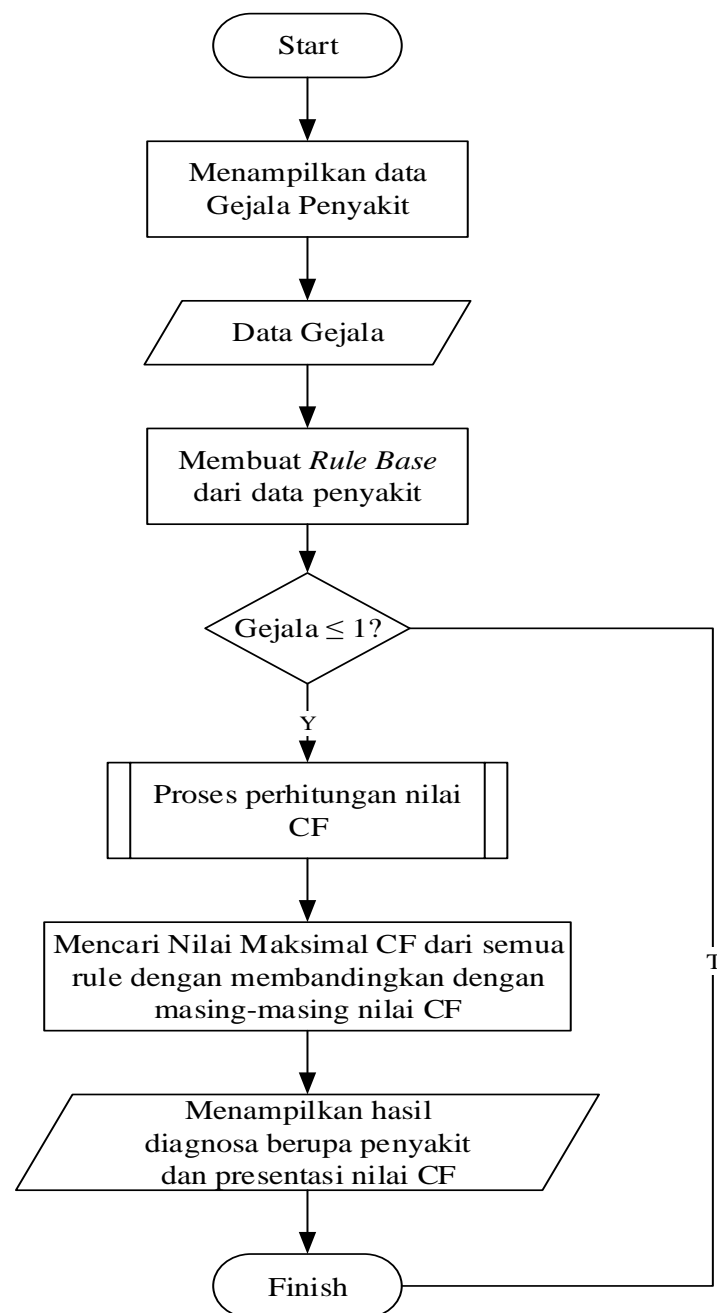 Start
Menampilkan data
Gejala Penyakit
Data Gejala
Membuat Rule Base
dari data penyakit
Gejala ≤ 1?
Y
Proses perhitungan nilai
CF
Mencari Nilai Maksimal CF dari semua
rule dengan membandingkan dengan
masing-masing nilai CF
T
Menampilkan hasil
diagnosa berupa penyakit
dan presentasi nilai CF
Finish